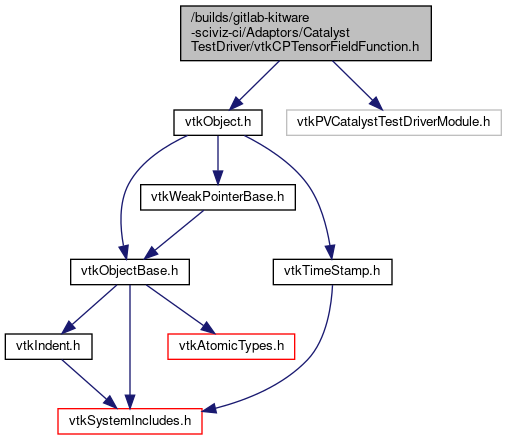 /builds/gitlab-kitware
-sciviz-ci/Adaptors/Catalyst
TestDriver/vtkCPTensorFieldFunction.h
vtkObject.h
vtkPVCatalystTestDriverModule.h
vtkWeakPointerBase.h
vtkObjectBase.h
vtkTimeStamp.h
vtkIndent.h
vtkAtomicTypes.h
vtkSystemIncludes.h